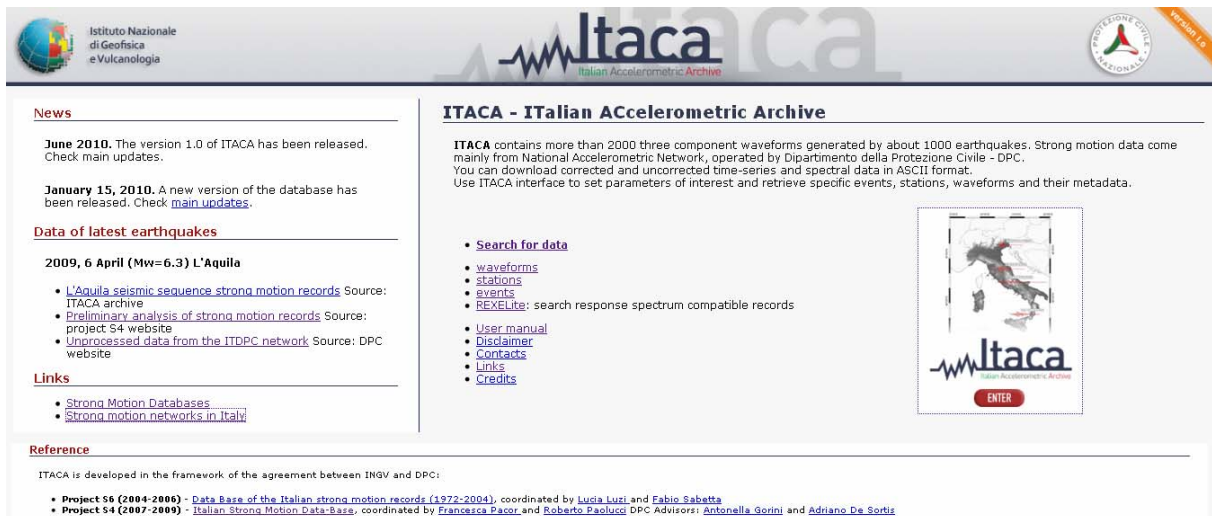 Istituto Nazionale
di Geofisica
e Vulcanologia
Itaca
Italian Accelerometric Archive
PROTEZIONE CIVILE
NAZIONALE
version 1.0
News
June 2010. The version 1.0 of ITACA has been released.
Check main updates.
January 15, 2010. A new version of the database has
been released. Check main updates.
Data of latest earthquakes
2009, 6 April (Mw=6.3) L'Aquila
• L'Aquila seismic sequence strong motion records Source:
ITACA archive
• Preliminary analysis of strong motion records Source:
project S4 website
• Unprocessed data from the ITDPC network Source: DPC
website
Links
• Strong Motion Databases
• Strong motion networks in Italy
ITACA - ITalian ACcelerometric Archive
ITACA contains more than 2000 three component waveforms generated by about 1000 earthquakes. Strong motion data come
mainly from National Accelerometric Network, operated by Dipartimento della Protezione Civile - DPC.
You can download corrected and uncorrected time-series and spectral data in ASCII format.
Use ITACA interface to set parameters of interest and retrieve specific events, stations, waveforms and their metadata.
• Search for data
• waveforms
• stations
• events
• REXELite: search response spectrum compatible records
• User manual
• Disclaimer
• Contacts
• Links
• Credits
Itaca
Italian Accelerometric Archive
ENTER
Reference
ITACA is developed in the framework of the agreement between INGV and DPC:
• Project S6 (2004-2006) - Data Base of the Italian strong motion records (1972-2004), coordinated by Lucia Luzi and Fabio Sabetta
• Project S4 (2007-2009) - Italian Strong Motion Data-Base, coordinated by Francesca Pacor and Roberto Paolucci DPC Advisors: Antonella Gorini and Adriano De Sortis